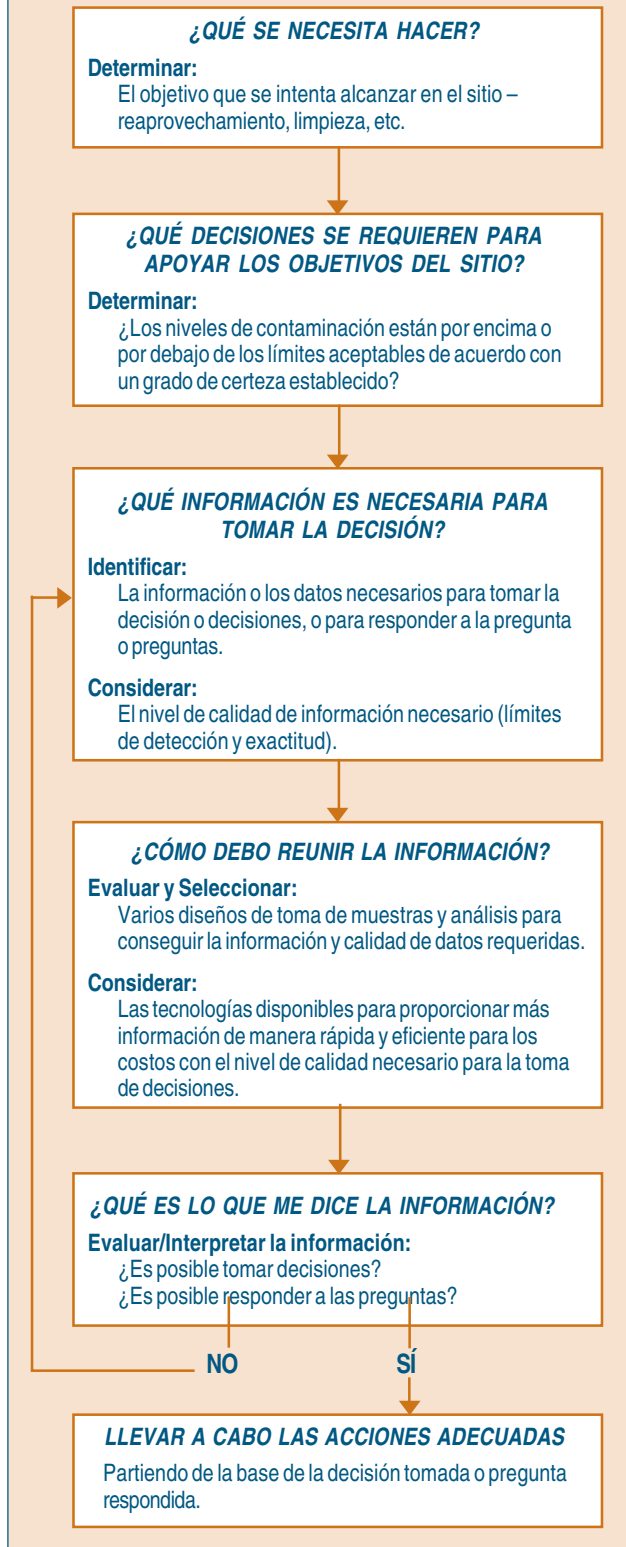 ¿QUÉ SE NECESITA HACER?
Determinar:
El objetivo que se intenta alcanzar en el sitio –
reaprovechamiento, limpieza, etc.
¿QUÉ DECISIONES SE REQUIEREN PARA
APOYAR LOS OBJETIVOS DEL SITIO?
Determinar:
¿Los niveles de contaminación están por encima o
por debajo de los límites aceptables de acuerdo con
un grado de certeza establecido?
¿QUÉ INFORMACIÓN ES NECESARIA PARA
TOMAR LA DECISIÓN?
Identificar:
La información o los datos necesarios para tomar la
decisión o decisiones, o para responder a la pregunta
o preguntas.
Considerar:
El nivel de calidad de información necesario (límites
de detección y exactitud).
¿CÓMO DEBO REUNIR LA INFORMACIÓN?
Evaluar y Seleccionar:
Varios diseños de toma de muestras y análisis para
conseguir la información y calidad de datos requeridas.
Considerar:
Las tecnologías disponibles para proporcionar más
información de manera rápida y eficiente para los
costos con el nivel de calidad necesario para la toma
de decisiones.
¿QUÉ ES LO QUE ME DICE LA INFORMACIÓN?
Evaluar/Interpretar la información:
¿Es posible tomar decisiones?
¿Es posible responder a las preguntas?
NO SÍ
LLEVAR A CABO LAS ACCIONES ADECUADAS
Partiendo de la base de la decisión tomada o pregunta
respondida.